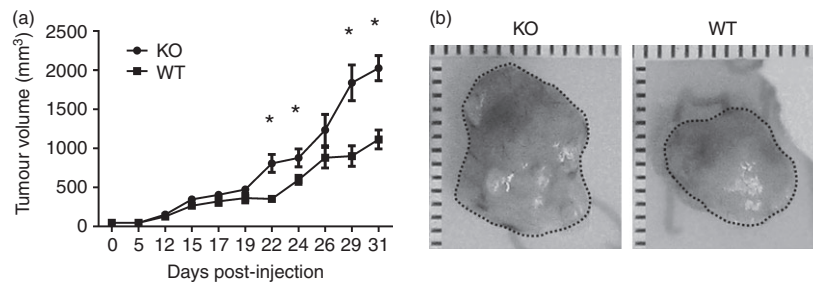 (a)
Tumour volume (mm³)
2500
2000
1500
1000
500
0
KO
WT
*
*
*
*
0 5 12 15 17 19 22 24 26 29 31
Days post-injection
(b)
KO
WT